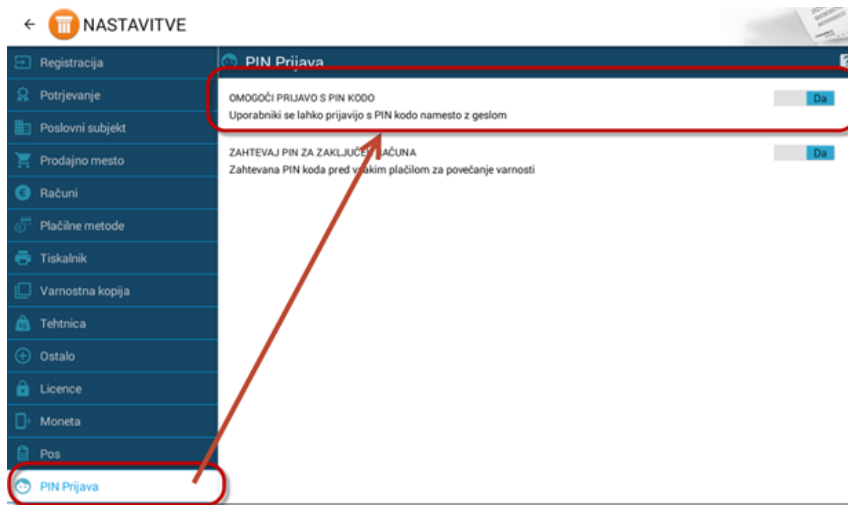 NASTAVITVE
Registracija
Potrjevanje
Poslovni subjekt
Prodajno mesto
Računi
Plačilne metode
Tiskalnik
Varnostna kopija
Tehtnica
Ostalo
Licence
Moneta
Pos
PIN Prijava
PIN Prijava
OMOGOČI PRIJAVO S PIN KODO
Da
Uporabniki se lahko prijavijo s PIN kodo namesto z geslom
ZAHTEVAJ PIN ZA ZAKLJUČEK RAČUNA
Da
Zahtevana PIN koda pred vsakim plačilom za povečanje varnosti